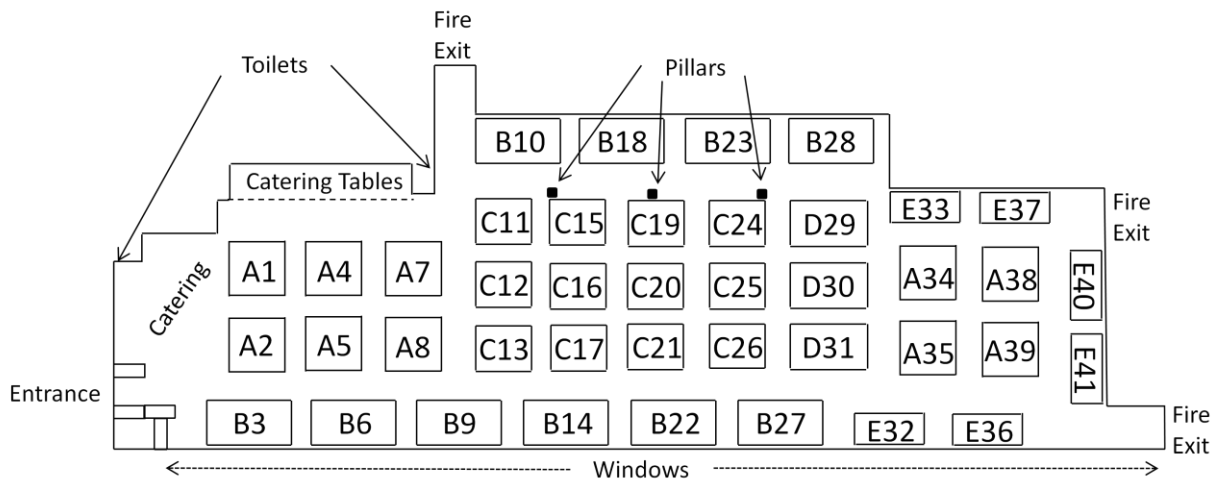 Fire
Exit
Toilets
Pillars
B10 B18 B23 B28
Catering Tables
C11 C15 C19 C24 D29
E33 E37
Fire
Exit
A1 A4 A7
Catering
C12 C16 C20 C25 D30
A34 A38
E40
A2 A5 A8
C13 C17 C21 C26 D31
A35 A39
E41
Entrance
B3 B6 B9 B14 B22 B27 E32 E36
Fire
Exit
Windows